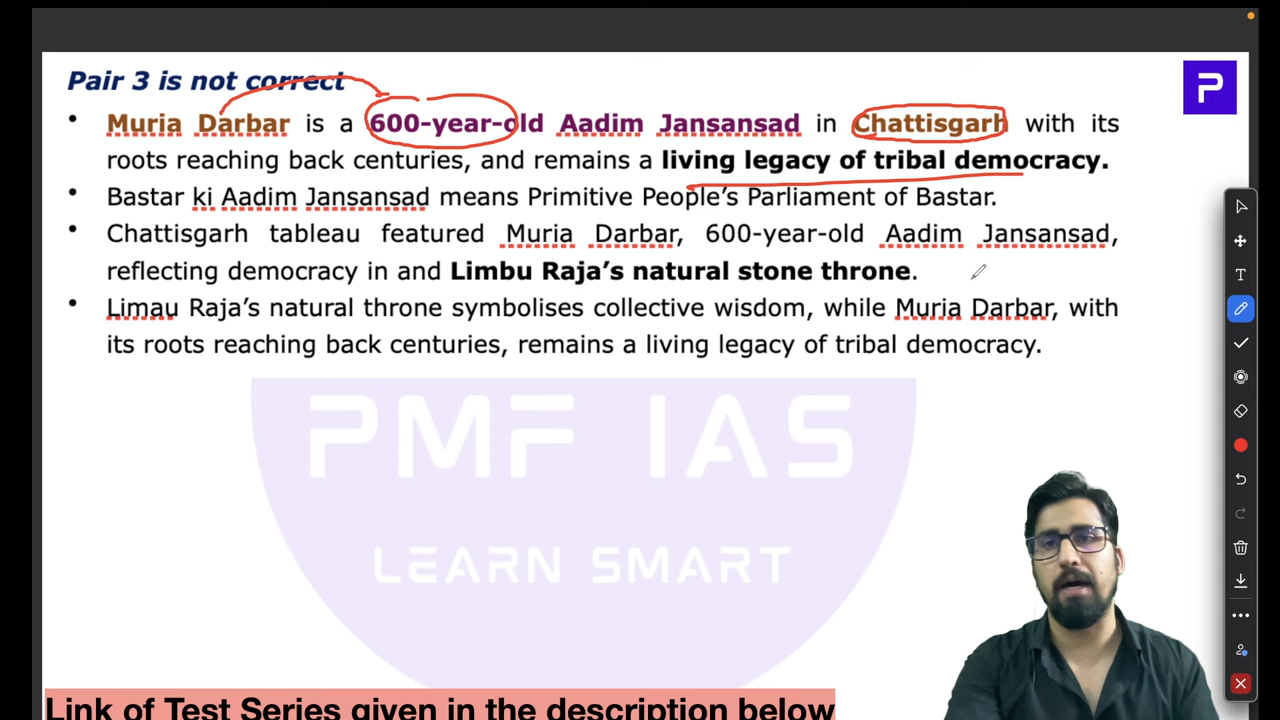 Pair 3 is not correct
P
• Muria Darbar is a 600-year-old Aadim Jansansad in Chattisgarh with its
roots reaching back centuries, and remains a living legacy of tribal democracy.
• Bastar ki Aadim Jansansad means Primitive People’s Parliament of Bastar.
• Chattisgarh tableau featured Muria Darbar, 600-year-old Aadim Jansansad,
reflecting democracy in and Limbu Raja’s natural stone throne.
• Limau Raja’s natural throne symbolises collective wisdom, while Muria Darbar, with
its roots reaching back centuries, remains a living legacy of tribal democracy.
PMF IAS
LEARN SMART
T
Link of Test Series given in the description below